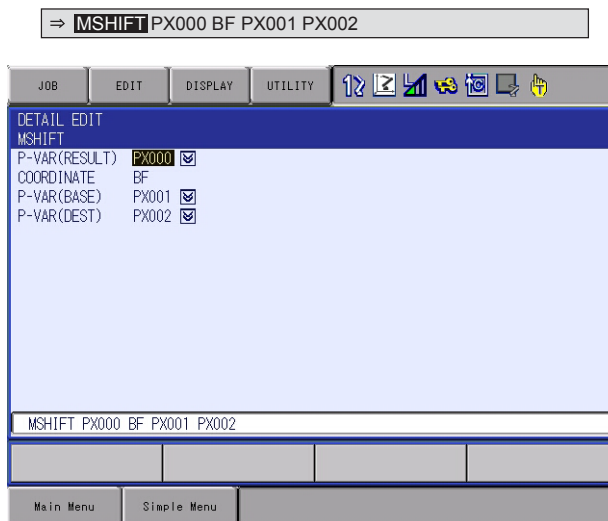 ⇒ MSHIFT PX000 BF PX001 PX002
JOB EDIT DISPLAY UTILITY
DETAIL EDIT
MSHIFT
P-VAR(RESULT) PX000
COORDINATE BF
P-VAR(BASE) PX001
P-VAR(DEST) PX002
MSHIFT PX000 BF PX001 PX002
Main Menu Simple Menu